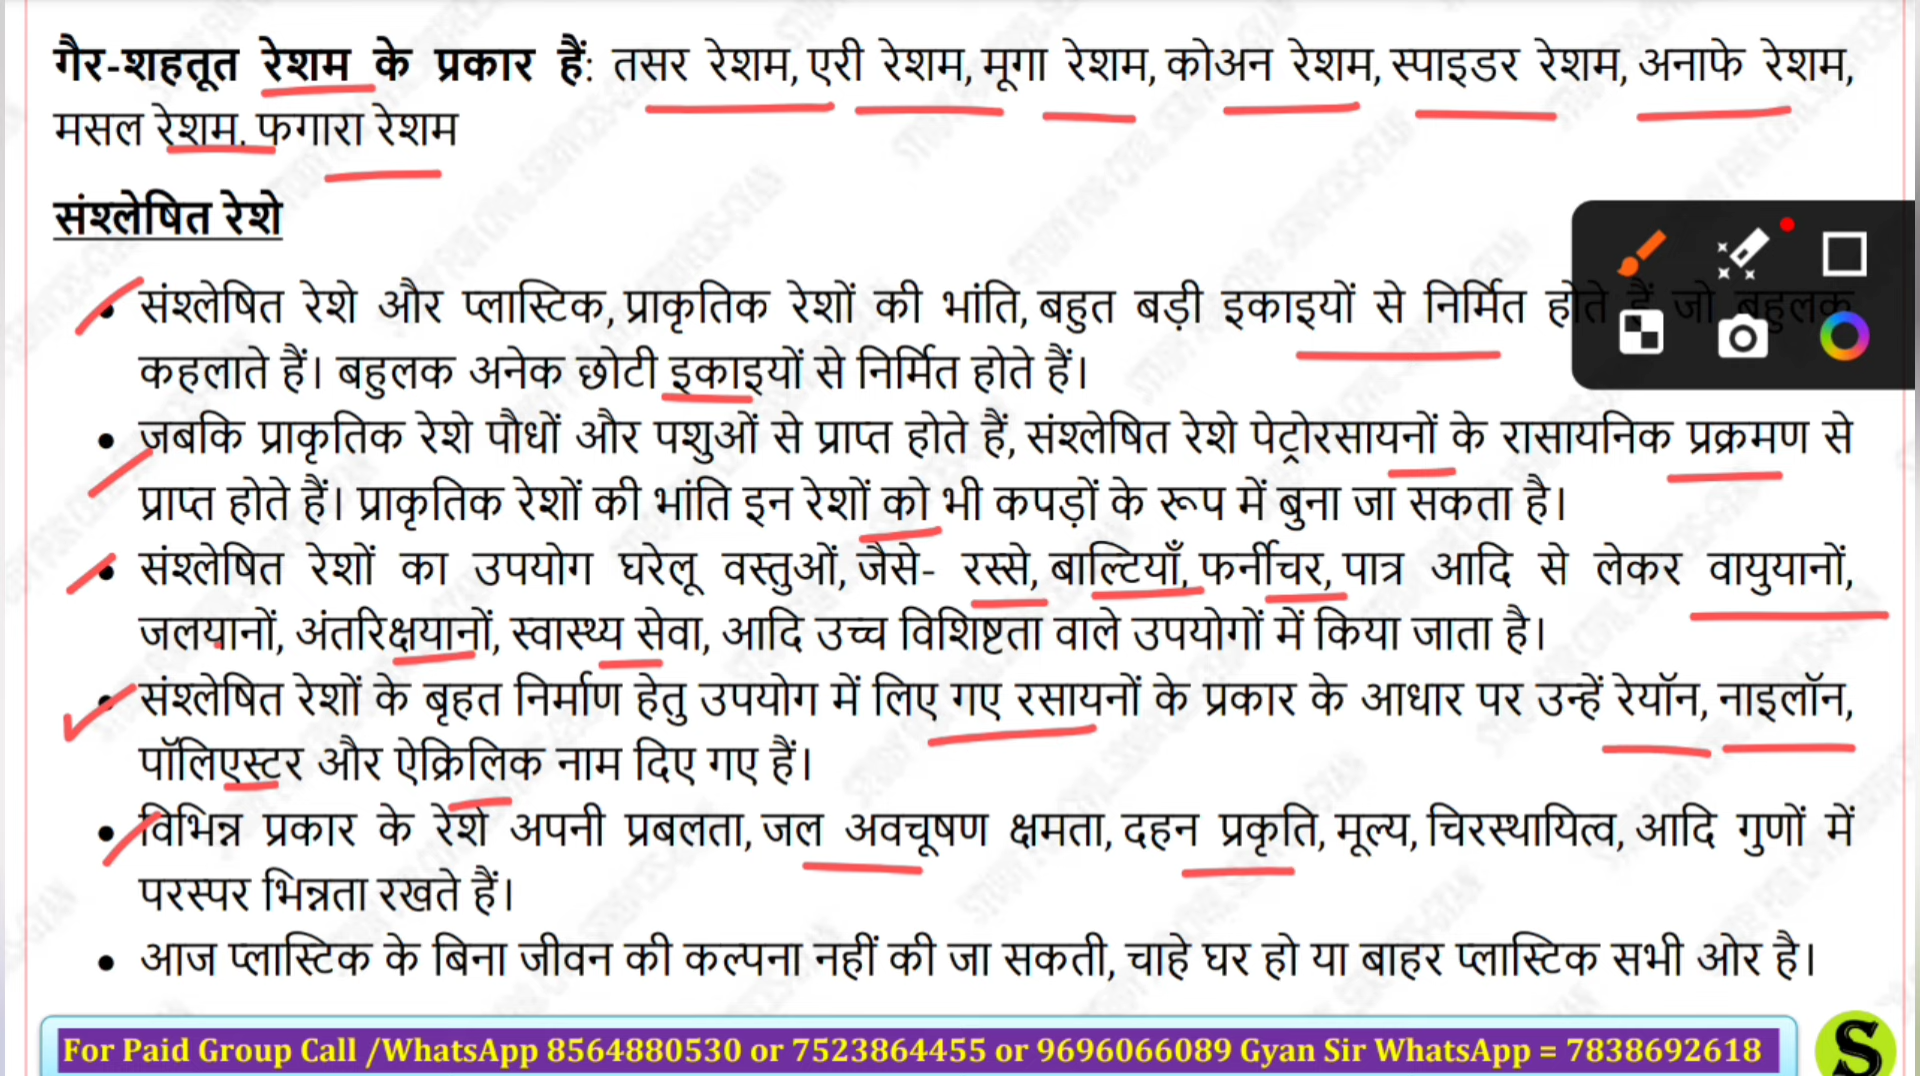 गैर-शहतूत रेशम के प्रकार हैं: तसर रेशम, एरी रेशम, मूगा रेशम, कोअन रेशम, स्पाइडर रेशम, अनाफे रेशम,
मसल रेशम, फगारा रेशम
संश्लेषित रेशे
• संश्लेषित रेशे और प्लास्टिक, प्राकृतिक रेशों की भांति, बहुत बड़ी इकाइयों से निर्मित होते हैं जो बहुलक
कहलाते हैं। बहुलक अनेक छोटी इकाइयों से निर्मित होते हैं।
• जबकि प्राकृतिक रेशे पौधों और पशुओं से प्राप्त होते हैं, संश्लेषित रेशे पेट्रोरसायनों के रासायनिक प्रक्रमण से
प्राप्त होते हैं। प्राकृतिक रेशों की भांति इन रेशों को भी कपड़ों के रूप में बुना जा सकता है।
• संश्लेषित रेशों का उपयोग घरेलू वस्तुओं, जैसे- रस्से, बाल्टियाँ, फर्नीचर, पात्र आदि से लेकर वायुयानों,
जलयानों, अंतरिक्षयानों, स्वास्थ्य सेवा, आदि उच्च विशिष्टता वाले उपयोगों में किया जाता है।
• संश्लेषित रेशों के बृहत निर्माण हेतु उपयोग में लिए गए रसायनों के प्रकार के आधार पर उन्हें रेयॉन, नाइलॉन,
पॉलिएस्टर और ऐक्रिलिक नाम दिए गए हैं।
• विभिन्न प्रकार के रेशे अपनी प्रबलता, जल अवचूषण क्षमता, दहन प्रकृति, मूल्य, चिरस्थायित्व, आदि गुणों में
परस्पर भिन्नता रखते हैं।
• आज प्लास्टिक के बिना जीवन की कल्पना नहीं की जा सकती, चाहे घर हो या बाहर प्लास्टिक सभी ओर है।
For Paid Group Call /WhatsApp 8564880530 or 7523864455 or 9696066089 Gyan Sir WhatsApp = 7838692618
S